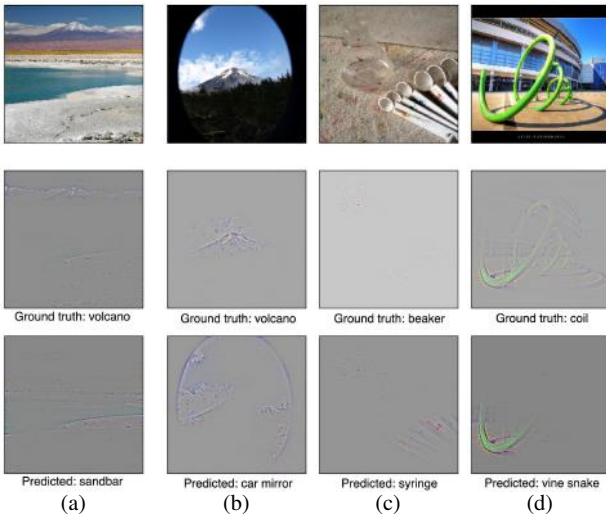 Ground truth: volcano
Ground truth: volcano
Ground truth: beaker
Ground truth: coil
Predicted: sandbar
Predicted: car mirror
Predicted: syringe
Predicted: vine snake
(a)
(b)
(c)
(d)